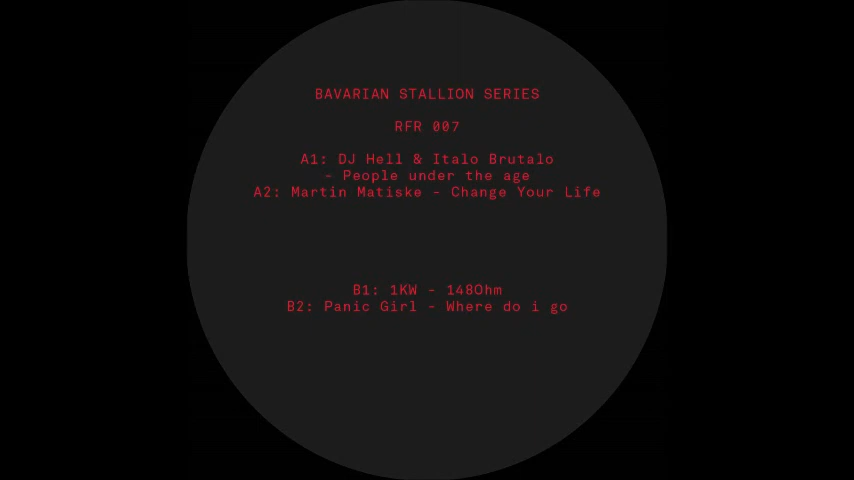 BAVARIAN STALLION SERIES
RFR 007
A1: DJ Hell & Italo Brutalo
- People under the age
A2: Martin Matiske - Change Your Life
B1: 1KW - 148Ohm
B2: Panic Girl - Where do i go